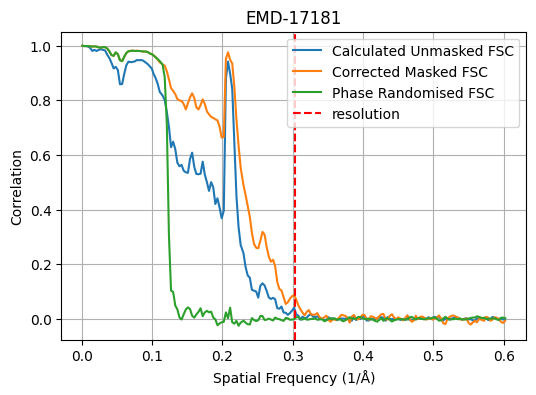 EMD-17181
Calculated Unmasked FSC
Corrected Masked FSC
Phase Randomised FSC
resolution
Correlation
1.0
0.8
0.6
0.4
0.2
0.0
0.0 0.1 0.2 0.3 0.4 0.5 0.6
Spatial Frequency (1/Å)